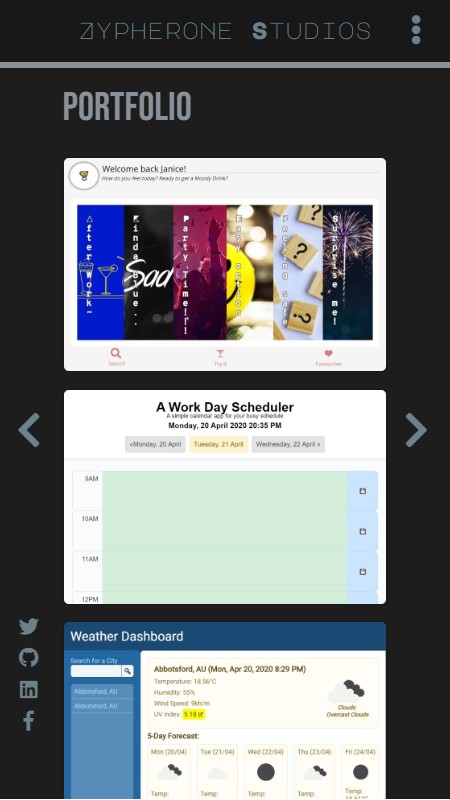 ZYPHERONE STUDIOS
PORTFOLIO
Welcome back Janice!
How do you feel today? Ready to get a Moody Drink?
After Work~
Kinda Blue..
Sad
Party Time!!!
Surprise me!
Search
Try it
Favourites
A Work Day Scheduler
A simple calendar app for your busy schedule
Monday, 20 April 2020 20:35 PM
«Monday, 20 April
Tuesday, 21 April
Wednesday, 22 April »
9AM
10AM
11AM
12PM
Weather Dashboard
Search for a City
Abbotsford, AU
Abbotsford, AU
Abbotsford, AU (Mon, Apr 20, 2020 8:29 PM)
Temperature: 18.56°C
Humidity: 55%
Wind Speed: 9km/h
UV Index: 5.18
Clouds
Overcast Clouds
5-Day Forecast:
Mon (20/04)
Tue (21/04)
Wed (22/04)
Thu (23/04)
Fri (24/04)
Temp:
Temp:
Temp:
Temp:
Temp: